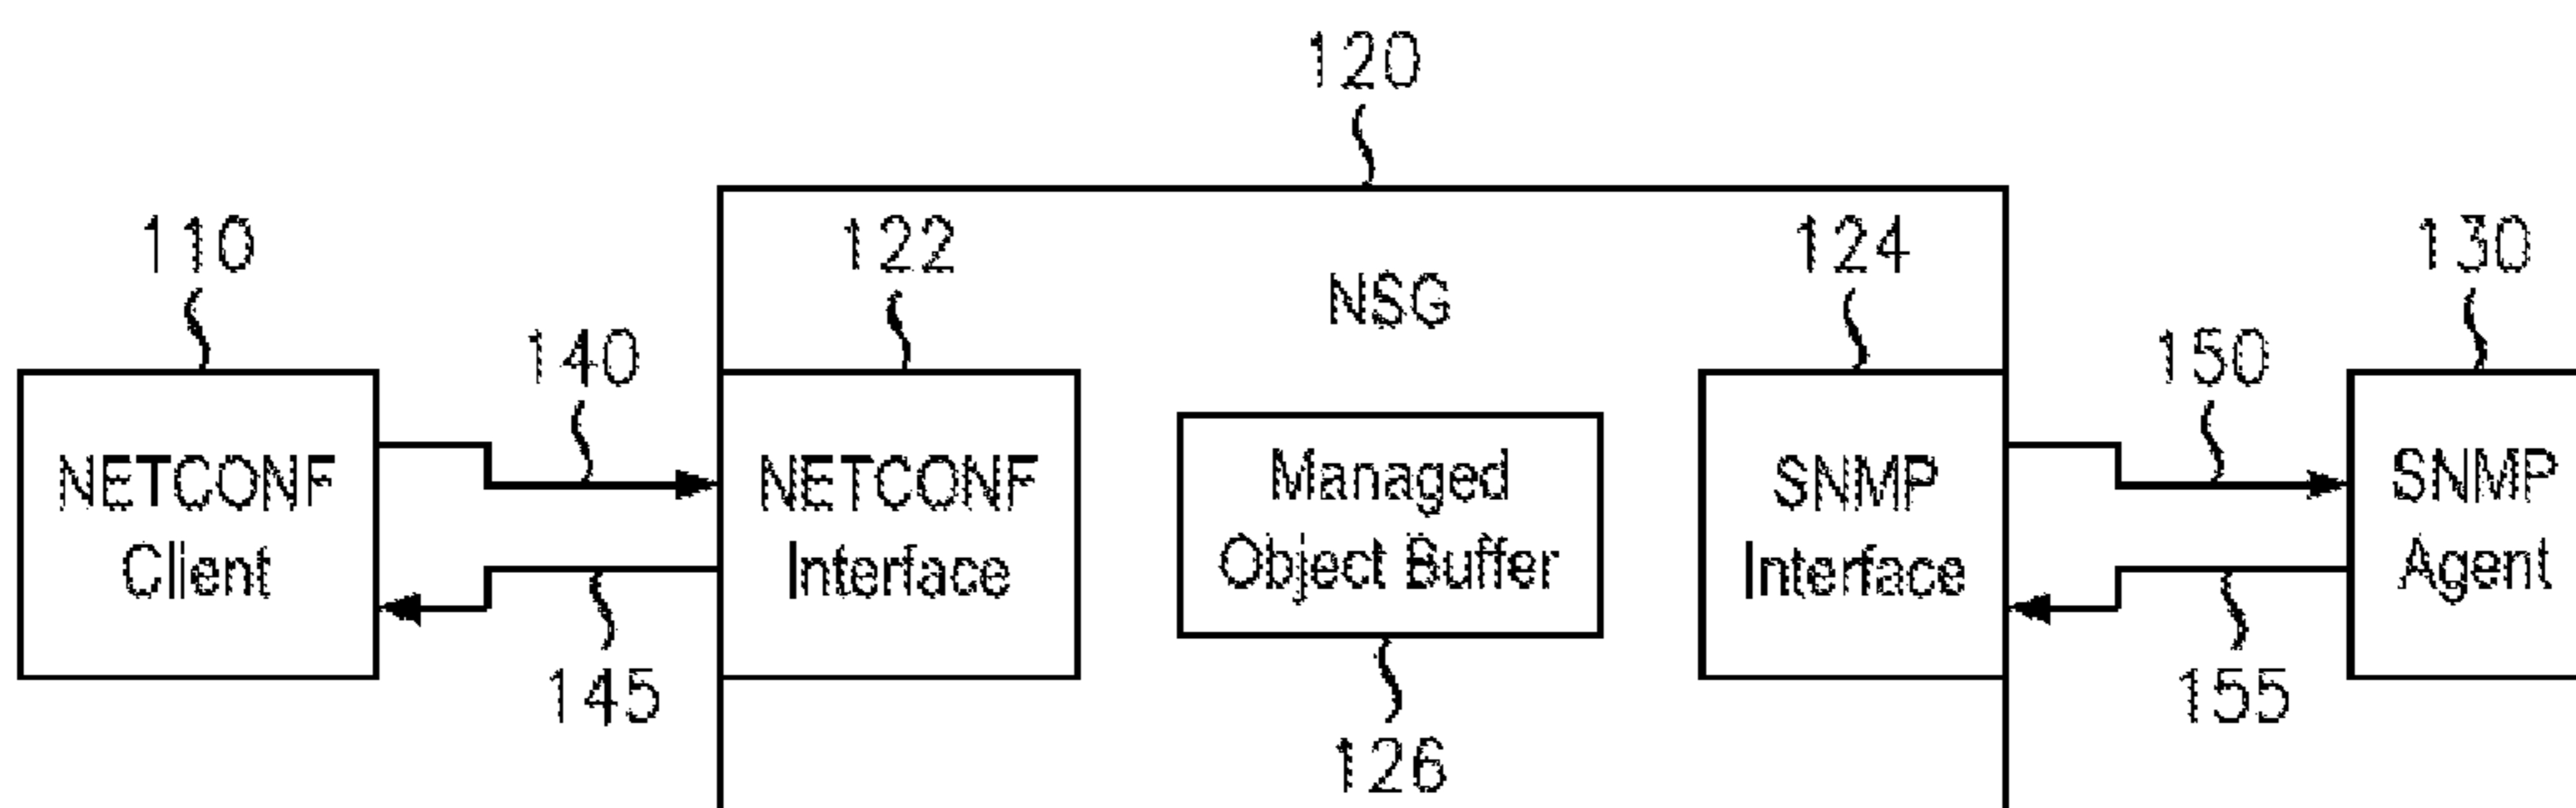 120
110
122
124
130
NSG
140
150
NETCONF
Client
NETCONF
Interface
Managed
Object Buffer
SNMP
Interface
SNMP
Agent
145
155
126